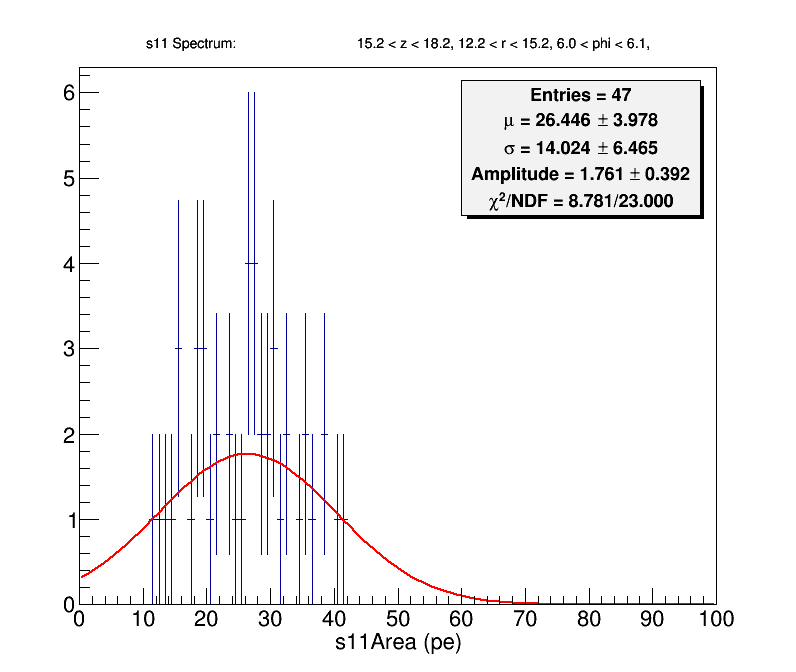 s11 Spectrum: 15.2 < z < 18.2, 12.2 < r < 15.2, 6.0 < phi < 6.1,
Entries = 47
μ = 26.446 ± 3.978
σ = 14.024 ± 6.465
Amplitude = 1.761 ± 0.392
χ²/NDF = 8.781/23.000
6
5
4
3
2
1
0
0 10 20 30 40 50 60 70 80 90 100
s11Area (pe)